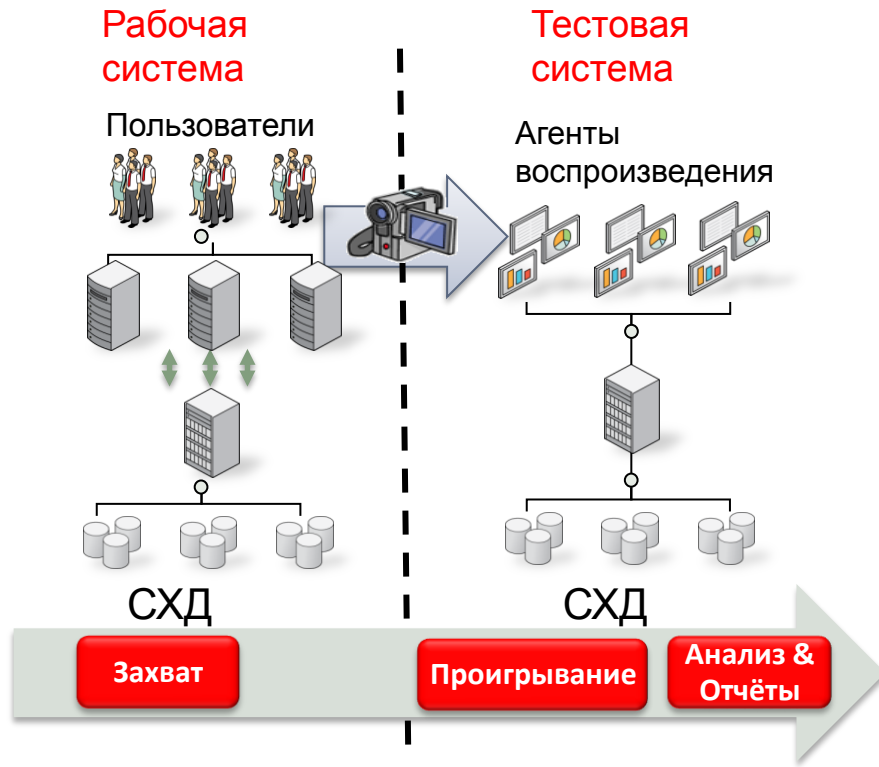 Рабочая
система
Тестовая
система
Пользователи
Агенты
воспроизведения
СХД
СХД
Захват
Проигрывание
Анализ &
Отчёты